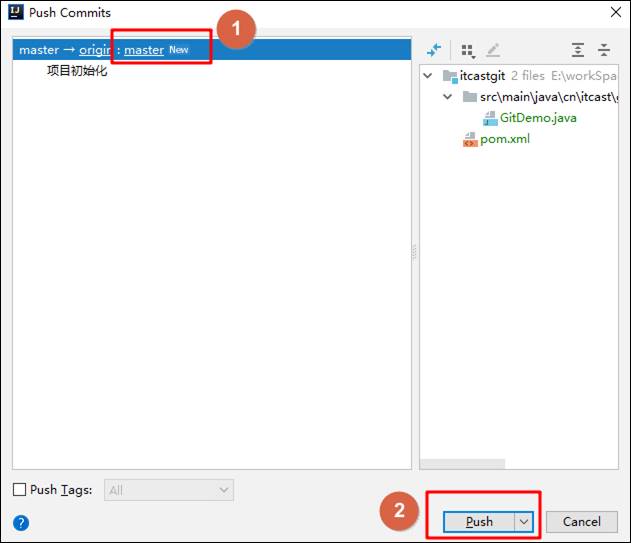 Push Commits
1
master → origin : master New
项目初始化
itcastgit 2 files E:\workSpa
src\main\java\cn\itcast\g
GitDemo.java
pom.xml
Push Tags: All
2
? Push Cancel